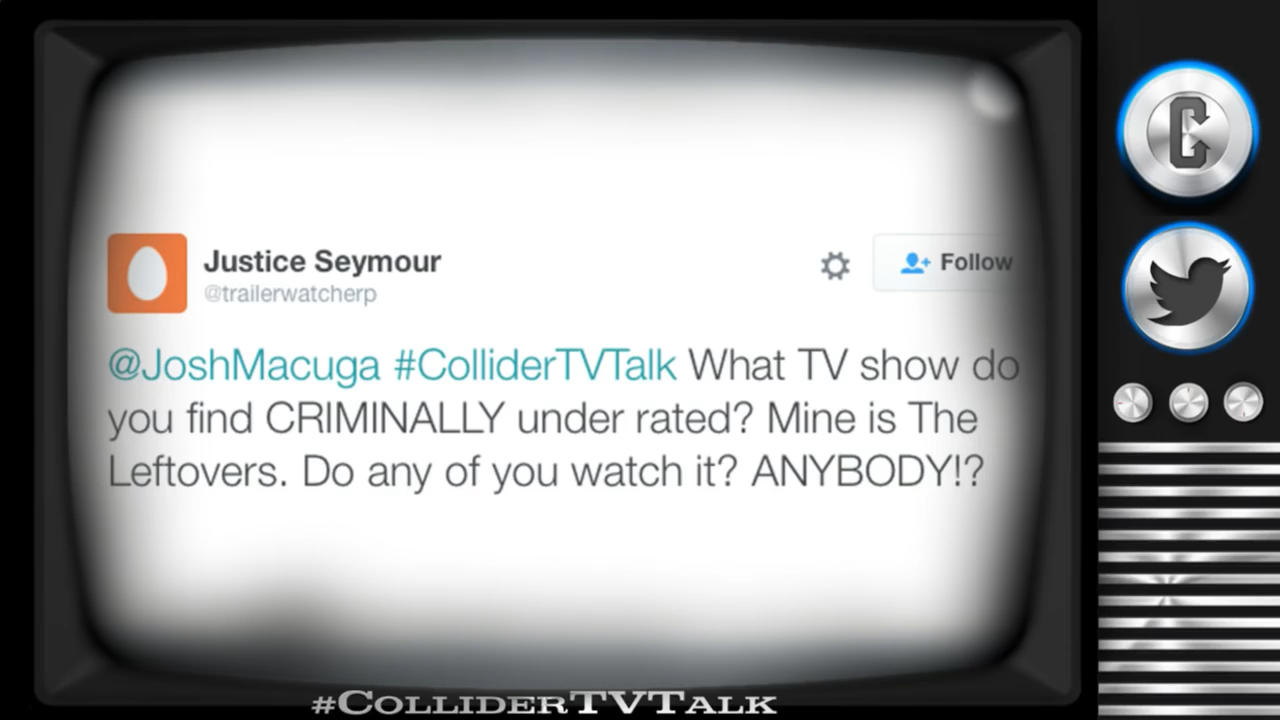 Justice Seymour
@trailerwatcherp
Follow
@JoshMacuga #ColliderTVTalk What TV show do
you find CRIMINALLY under rated? Mine is The
Leftovers. Do any of you watch it? ANYBODY!?
#ColliderTVTalk